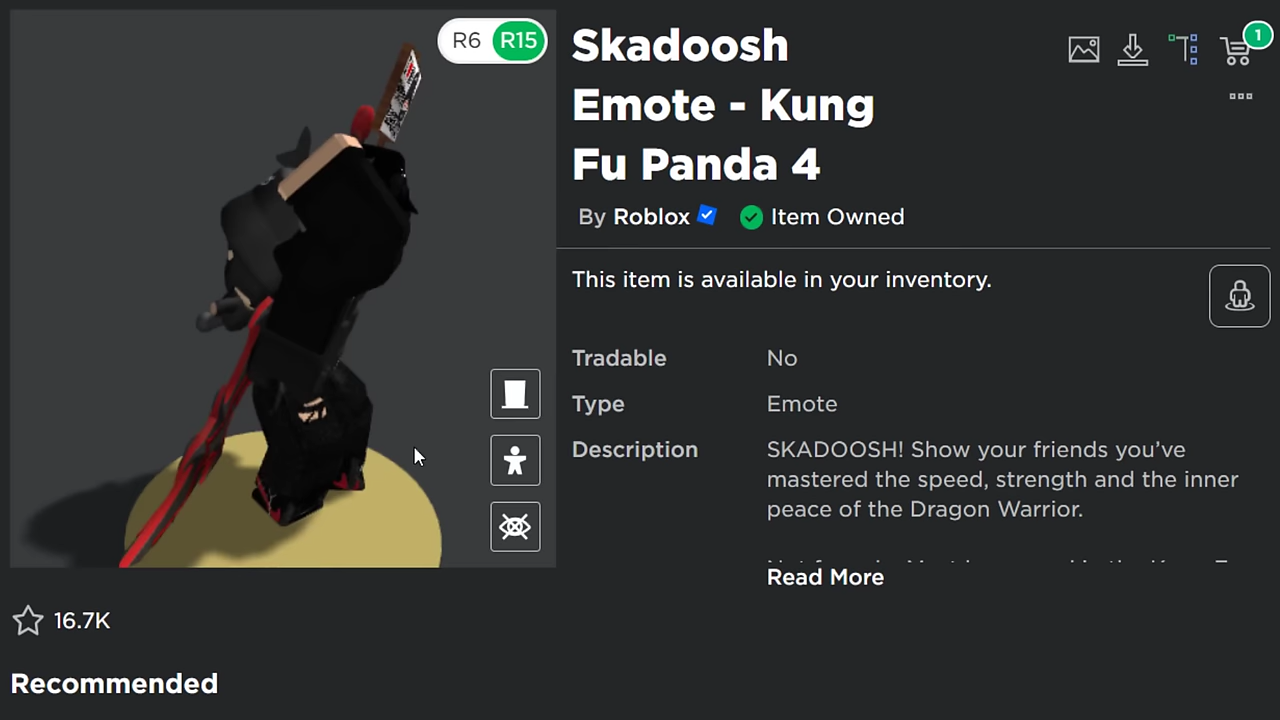 R6 R15
Skadoosh
Emote - Kung
Fu Panda 4
1
By Roblox Item Owned
This item is available in your inventory.
Tradable No
Type Emote
Description SKADOOSH! Show your friends you’ve
mastered the speed, strength and the inner
peace of the Dragon Warrior.
Read More
16.7K
Recommended